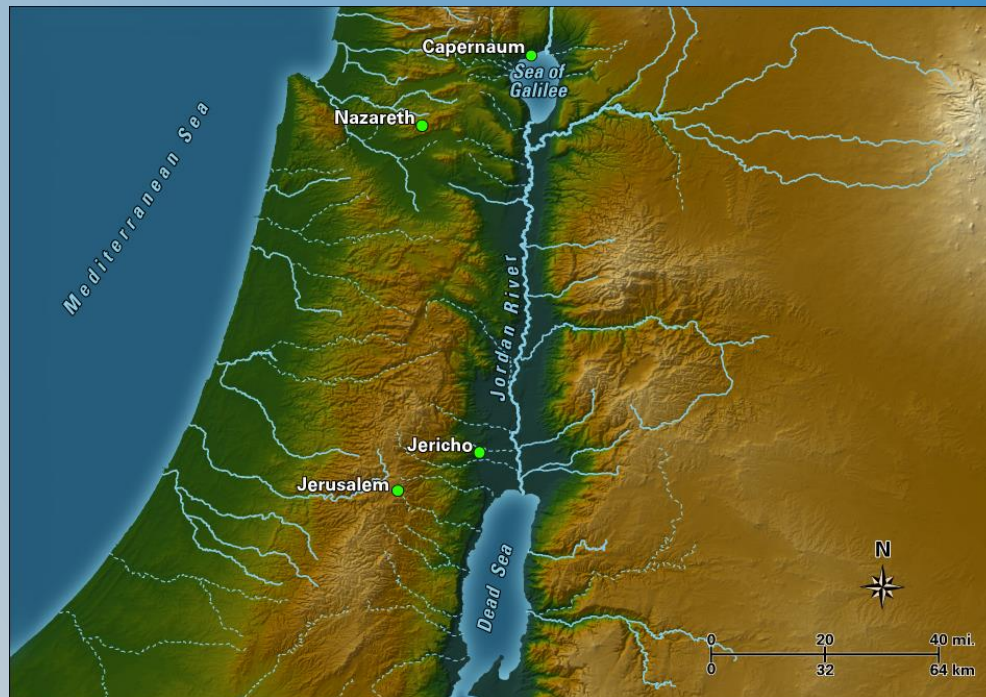 Capernaum
Sea of
Galilee
Nazareth
Mediterranean Sea
Jordan River
Jericho
Jerusalem
Dead Sea
N
0 20 40 mi.
0 32 64 km